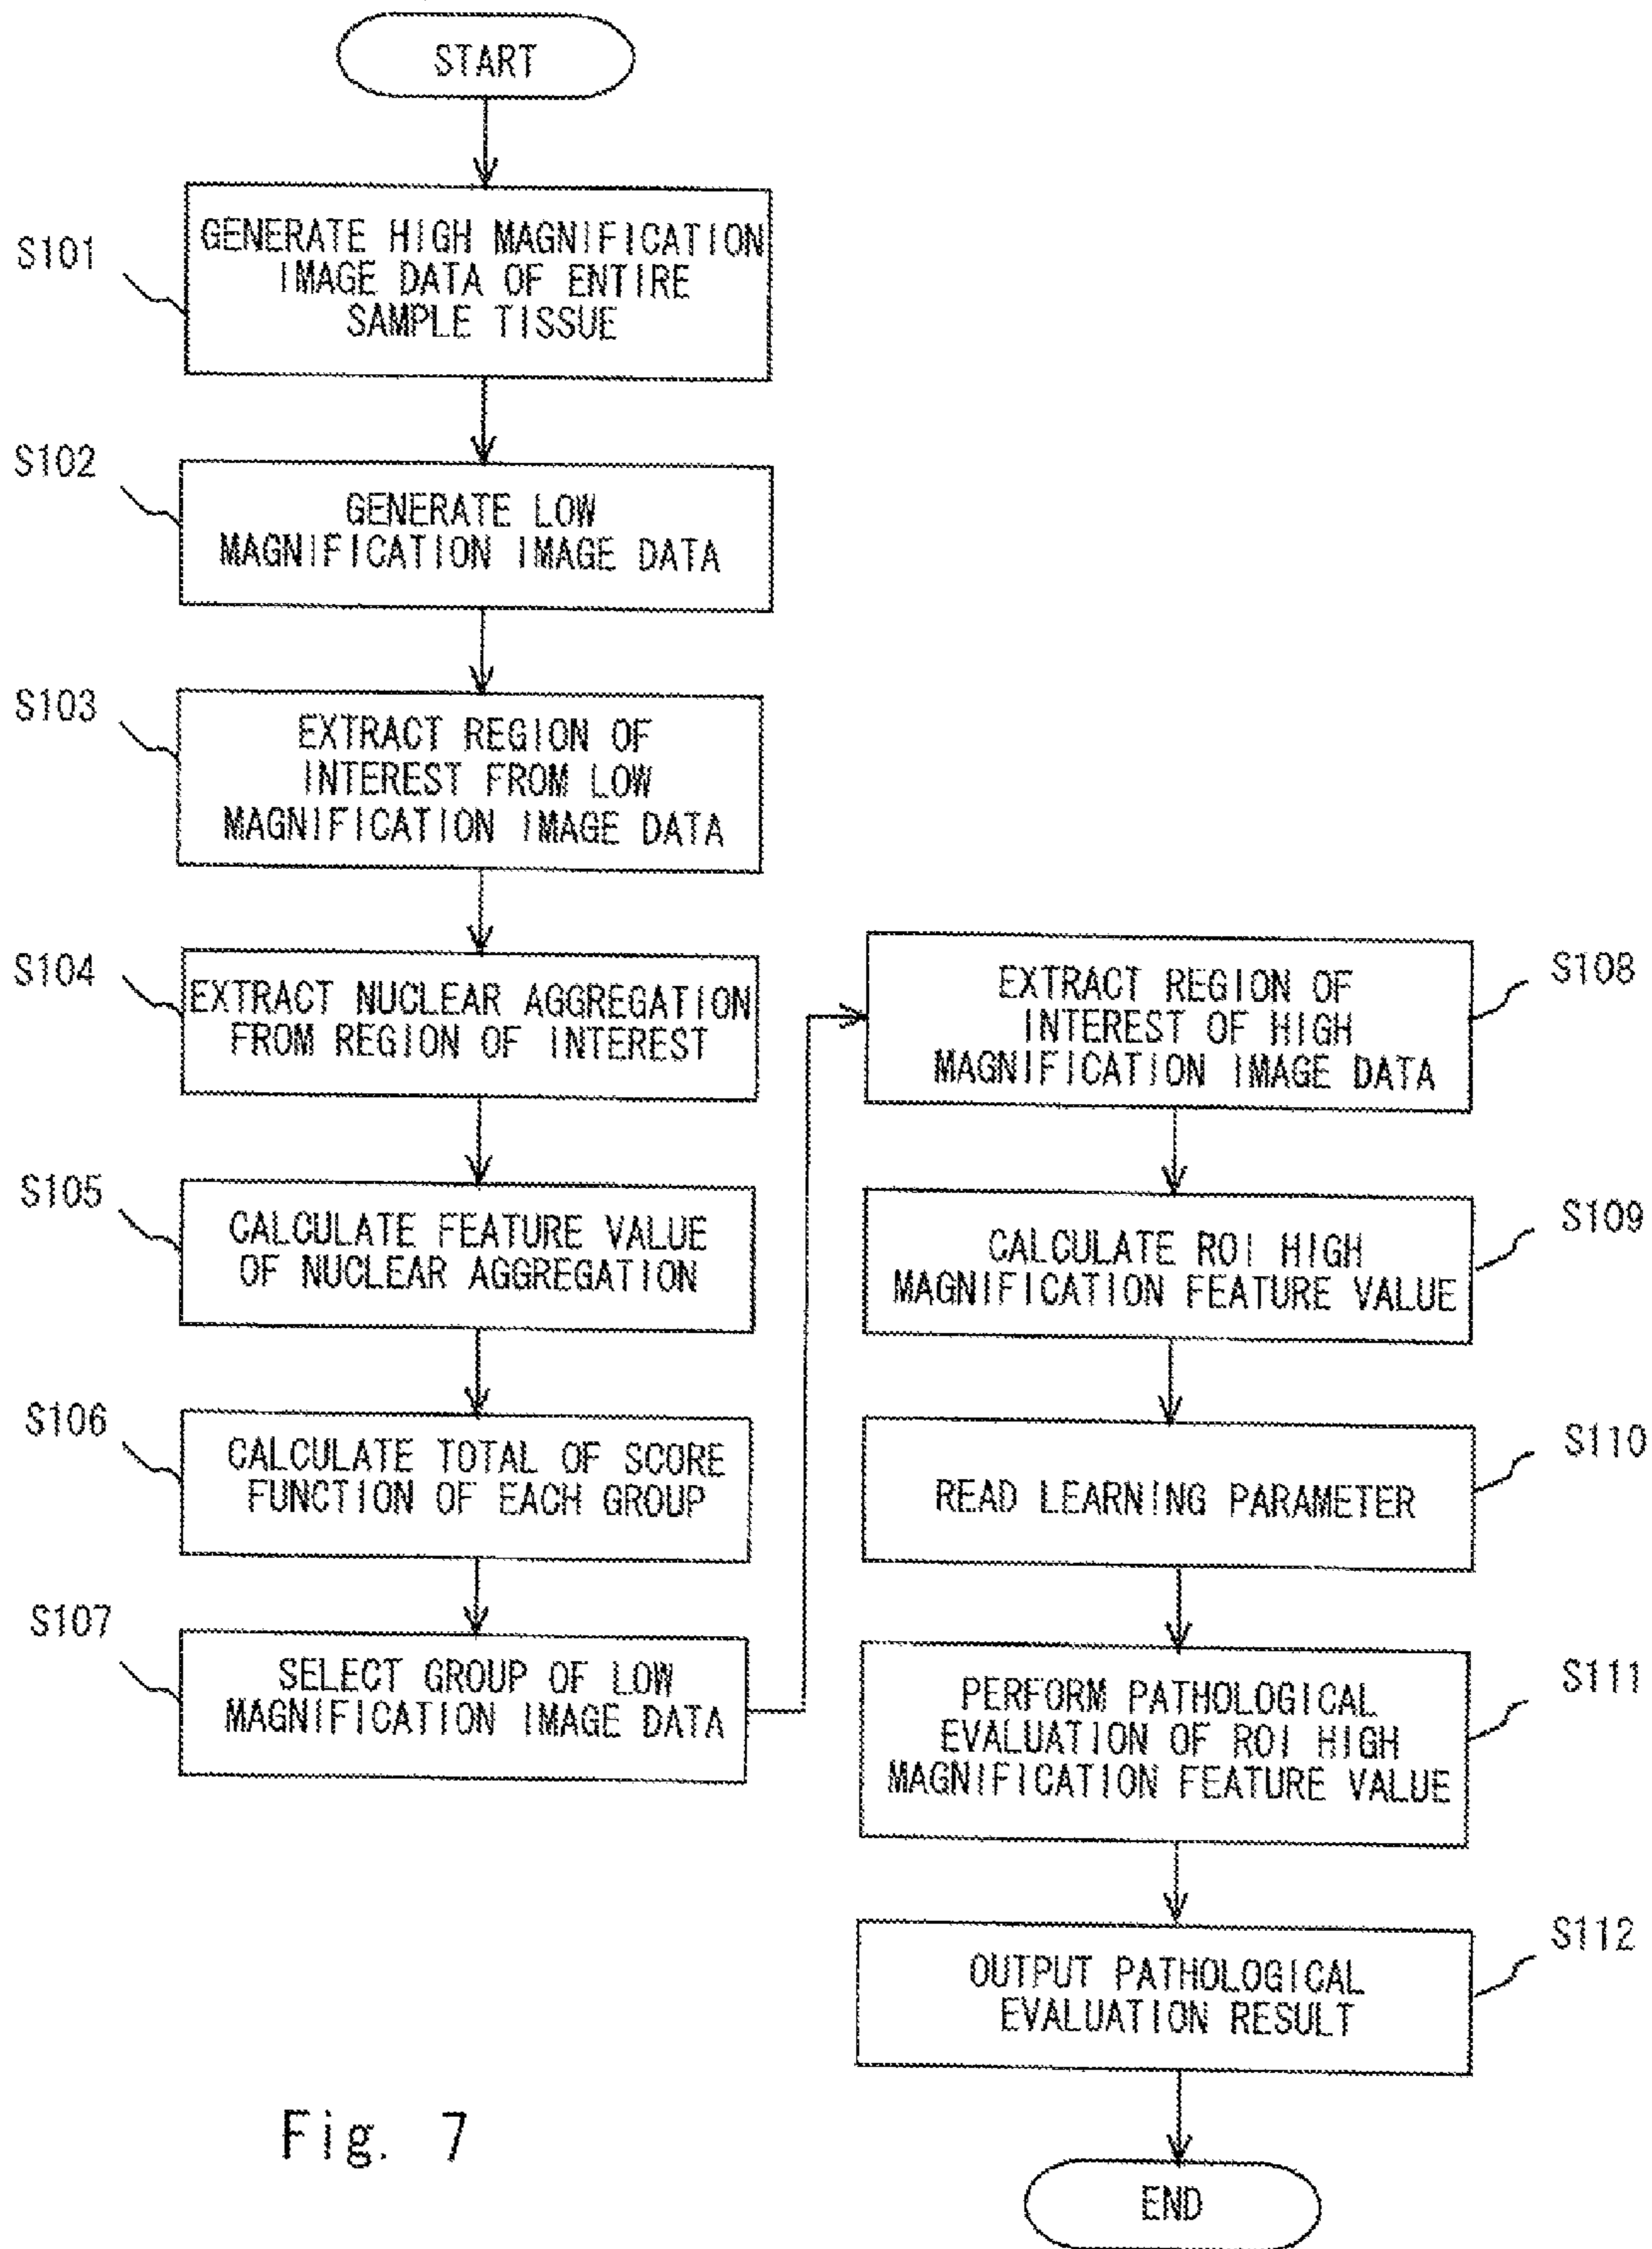 START
S101
GENERATE HIGH MAGNIFICATION
IMAGE DATA OF ENTIRE
SAMPLE TISSUE
S102
GENERATE LOW
MAGNIFICATION IMAGE DATA
S103
EXTRACT REGION OF
INTEREST FROM LOW
MAGNIFICATION IMAGE DATA
S104
EXTRACT NUCLEAR AGGREGATION
FROM REGION OF INTEREST
S105
CALCULATE FEATURE VALUE
OF NUCLEAR AGGREGATION
S106
CALCULATE TOTAL OF SCORE
FUNCTION OF EACH GROUP
S107
SELECT GROUP OF LOW
MAGNIFICATION IMAGE DATA
S108
EXTRACT REGION OF
INTEREST OF HIGH
MAGNIFICATION IMAGE DATA
S109
CALCULATE ROI HIGH
MAGNIFICATION FEATURE VALUE
S110
READ LEARNING PARAMETER
S111
PERFORM PATHOLOGICAL
EVALUATION OF ROI HIGH
MAGNIFICATION FEATURE VALUE
S112
OUTPUT PATHOLOGICAL
EVALUATION RESULT
END
Fig. 7